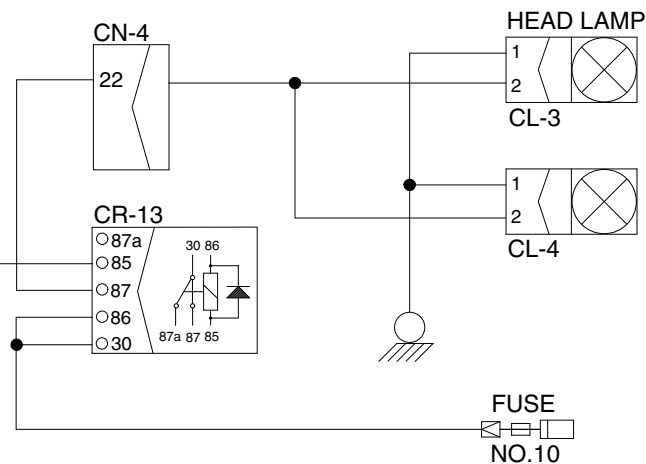 HEAD LAMP
CN-4
22
1
2
CL-3
1
2
CL-4
CR-13
87a
85
87
86
30
30 86
87a 87 85
FUSE
NO.10